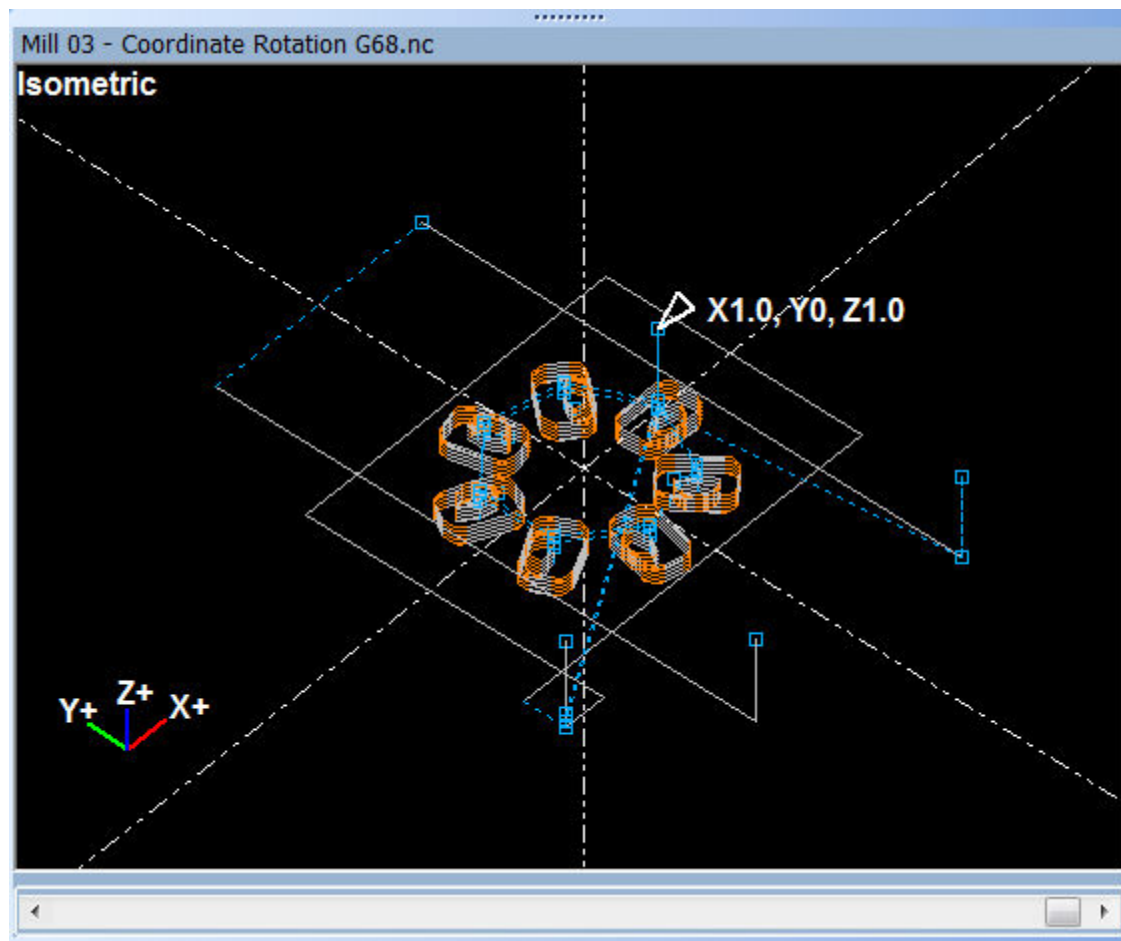 Mill 03 - Coordinate Rotation G68.nc
Isometric
X1.0, Y0, Z1.0
Y+ Z+ X+